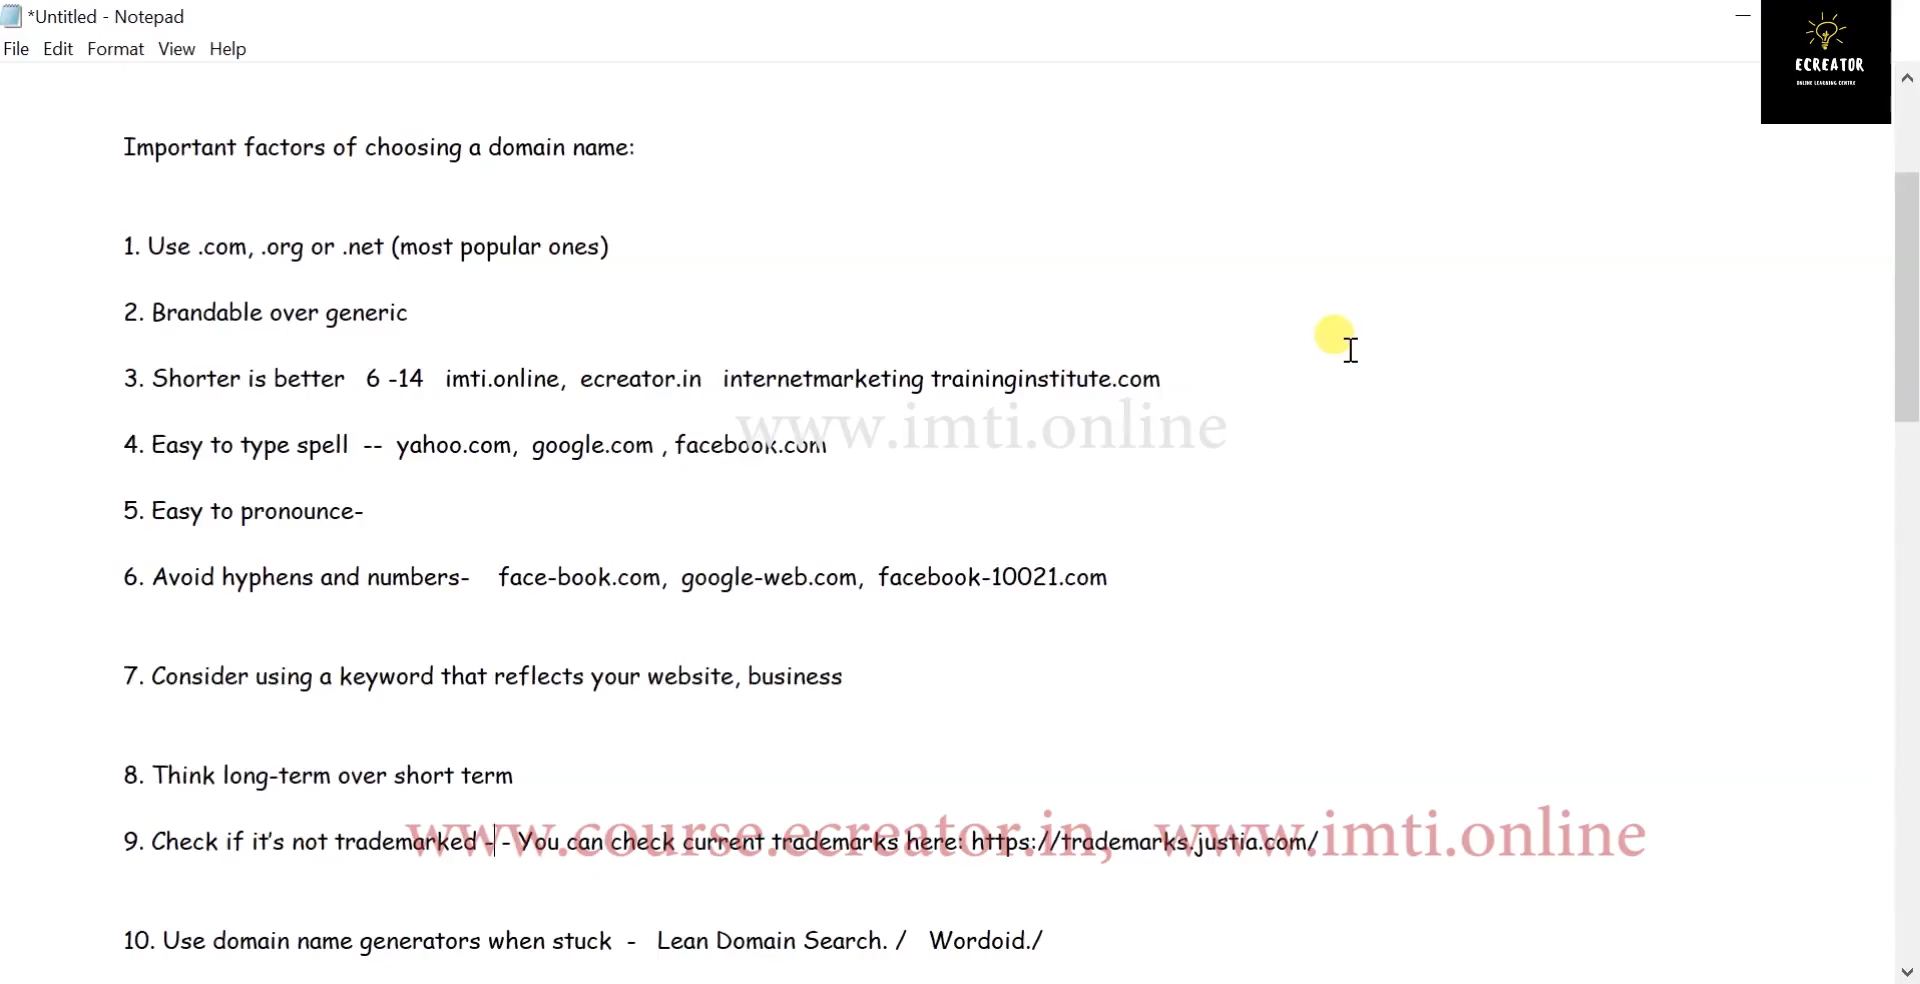 *Untitled - Notepad
File Edit Format View Help
ECREATOR
ONLINE LEARNING CENTRE
Important factors of choosing a domain name:
1. Use .com, .org or .net (most popular ones)
2. Brandable over generic
3. Shorter is better 6 -14 imti.online, ecreator.in internetmarketing traininginstitute.com
www.imti.online
4. Easy to type spell -- yahoo.com, google.com , facebook.com
5. Easy to pronounce-
6. Avoid hyphens and numbers- face-book.com, google-web.com, facebook-10021.com
7. Consider using a keyword that reflects your website, business
8. Think long-term over short term
9. Check if it's not trademarked - - You can check current trademarks here: https://trademarks.justia.com/
www.course.ecreator.in, www.imti.online
10. Use domain name generators when stuck - Lean Domain Search. / Wordoid./